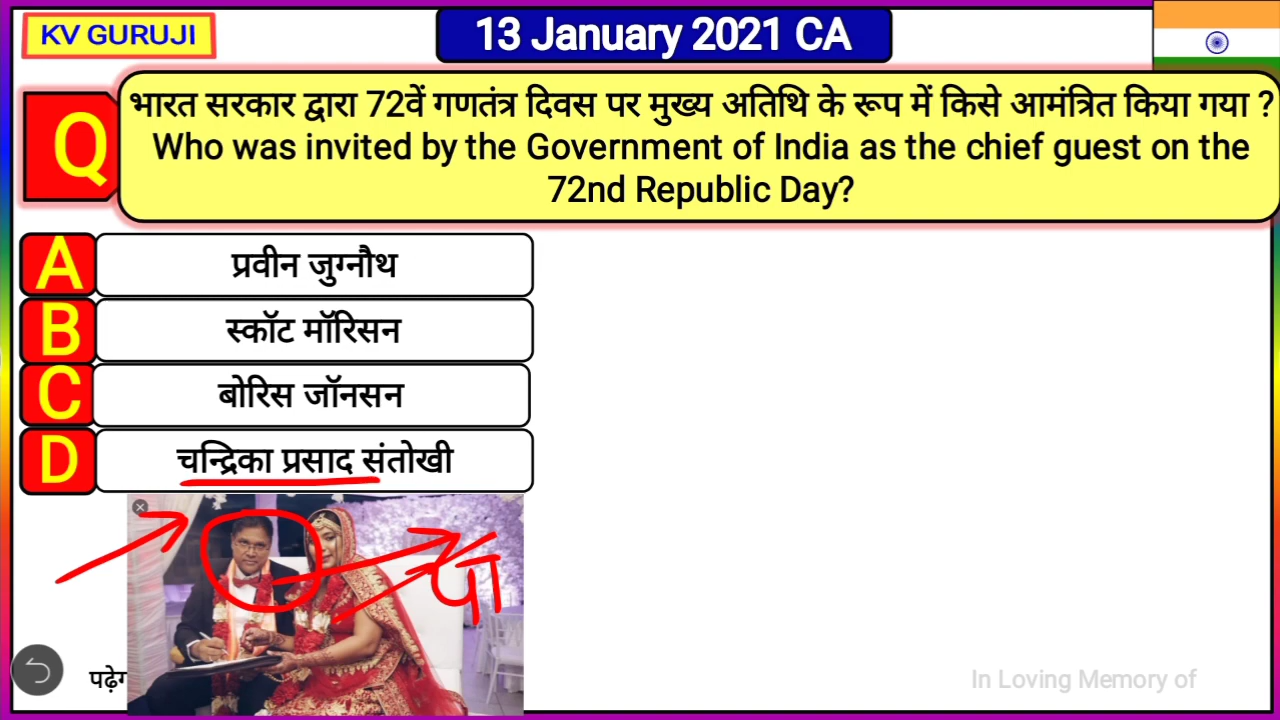 KV GURUJI
13 January 2021 CA
Q
भारत सरकार द्वारा 72वें गणतंत्र दिवस पर मुख्य अतिथि के रूप में किसे आमंत्रित किया गया ?
Who was invited by the Government of India as the chief guest on the
72nd Republic Day?
A प्रवीन जुग्नौथ
B स्कॉट मॉरिसन
C बोरिस जॉनसन
D चन्द्रिका प्रसाद संतोखी
In Loving Memory of